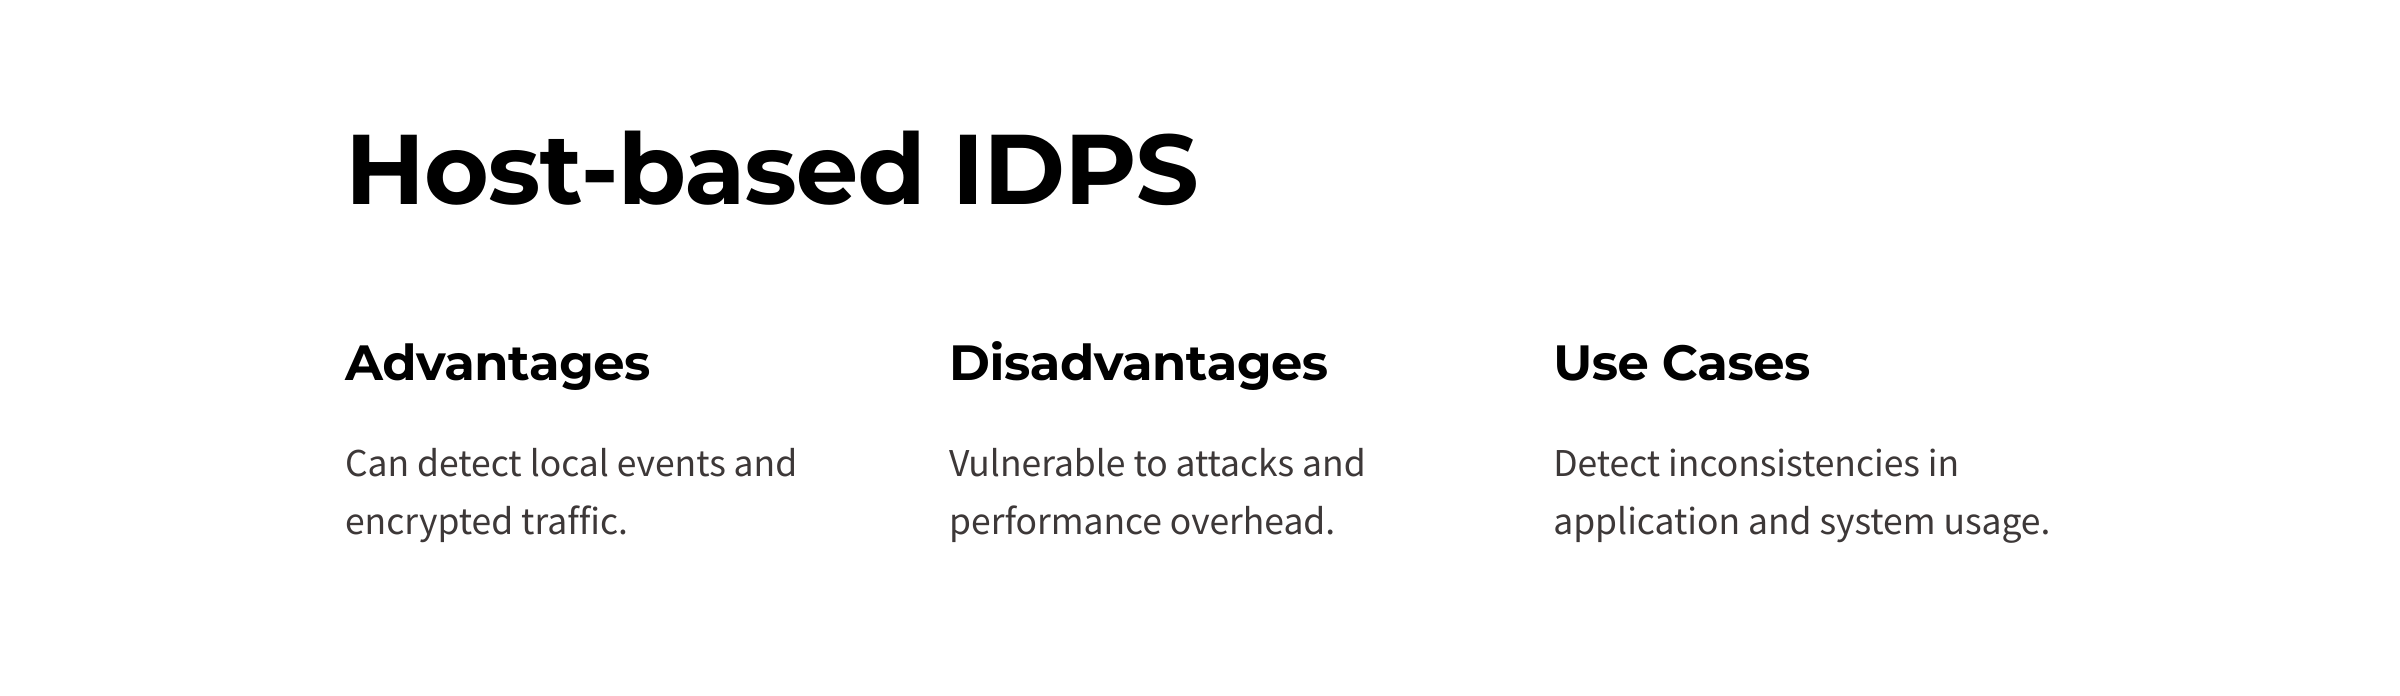 Host-based IDPS
Advantages
Can detect local events and
encrypted traffic.
Disadvantages
Vulnerable to attacks and
performance overhead.
Use Cases
Detect inconsistencies in
application and system usage.